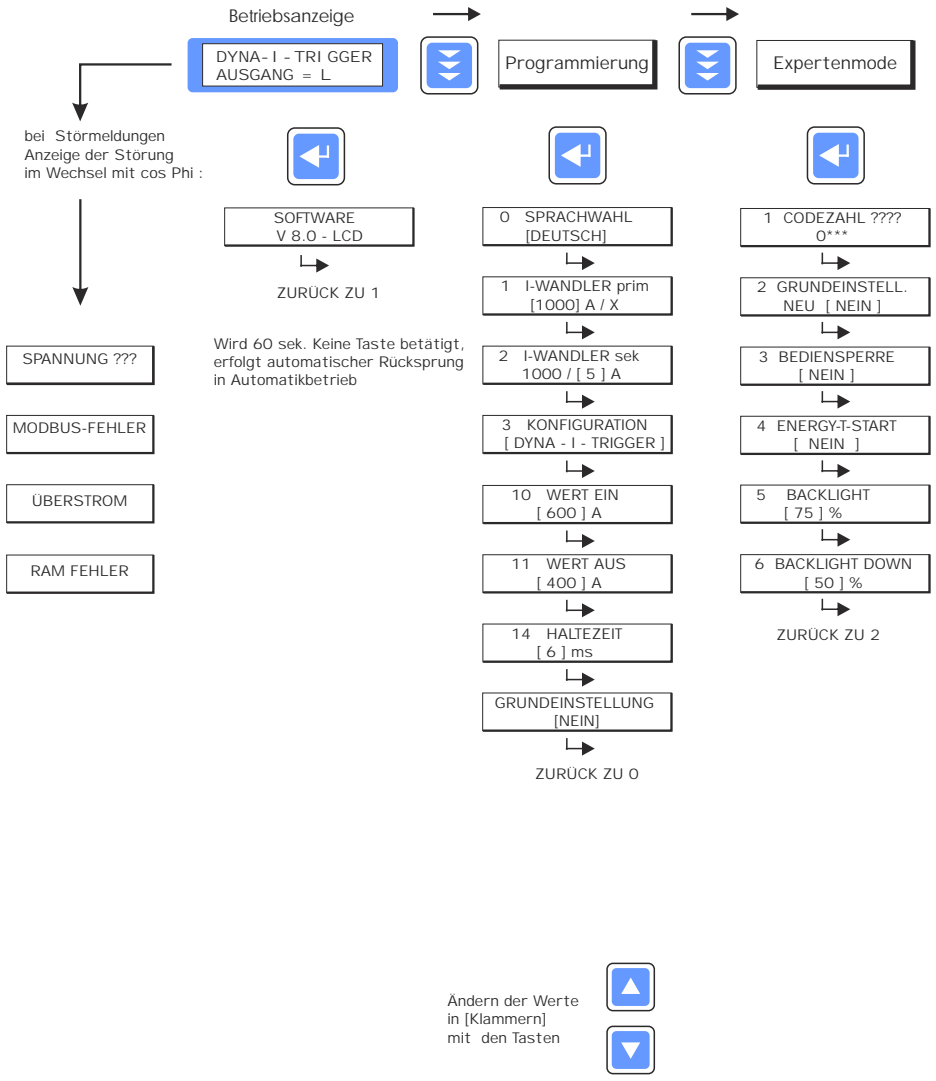 Betriebsanzeige
DYNA- I - TRI GGER
AUSGANG = L
Programmierung
Expertenmode
bei Störmeldungen
Anzeige der Störung
im Wechsel mit cos Phi :
SPANNUNG ???
MODBUS-FEHLER
ÜBERSTROM
RAM FEHLER
SOFTWARE
V 8.0 - LCD
ZURÜCK ZU 1
Wird 60 sek. Keine Taste betätigt,
erfolgt automatischer Rücksprung
in Automatikbetrieb
0 SPRACHWAHL
[DEUTSCH]
1 I-WANDLER prim
[1000] A / X
2 I-WANDLER sek
1000 / [ 5 ] A
3 KONFIGURATION
[ DYNA - I - TRIGGER ]
10 WERT EIN
[ 600 ] A
11 WERT AUS
[ 400 ] A
14 HALTEZEIT
[ 6 ] ms
GRUNDEINSTELLUNG
[NEIN]
ZURÜCK ZU 0
1 CODEZAHL ????
0***
2 GRUNDEINSTELL.
NEU [ NEIN ]
3 BEDIENSPERRE
[ NEIN ]
4 ENERGY-T-START
[ NEIN ]
5 BACKLIGHT
[ 75 ] %
6 BACKLIGHT DOWN
[ 50 ] %
ZURÜCK ZU 2
Ändern der Werte
in [Klammern]
mit den Tasten